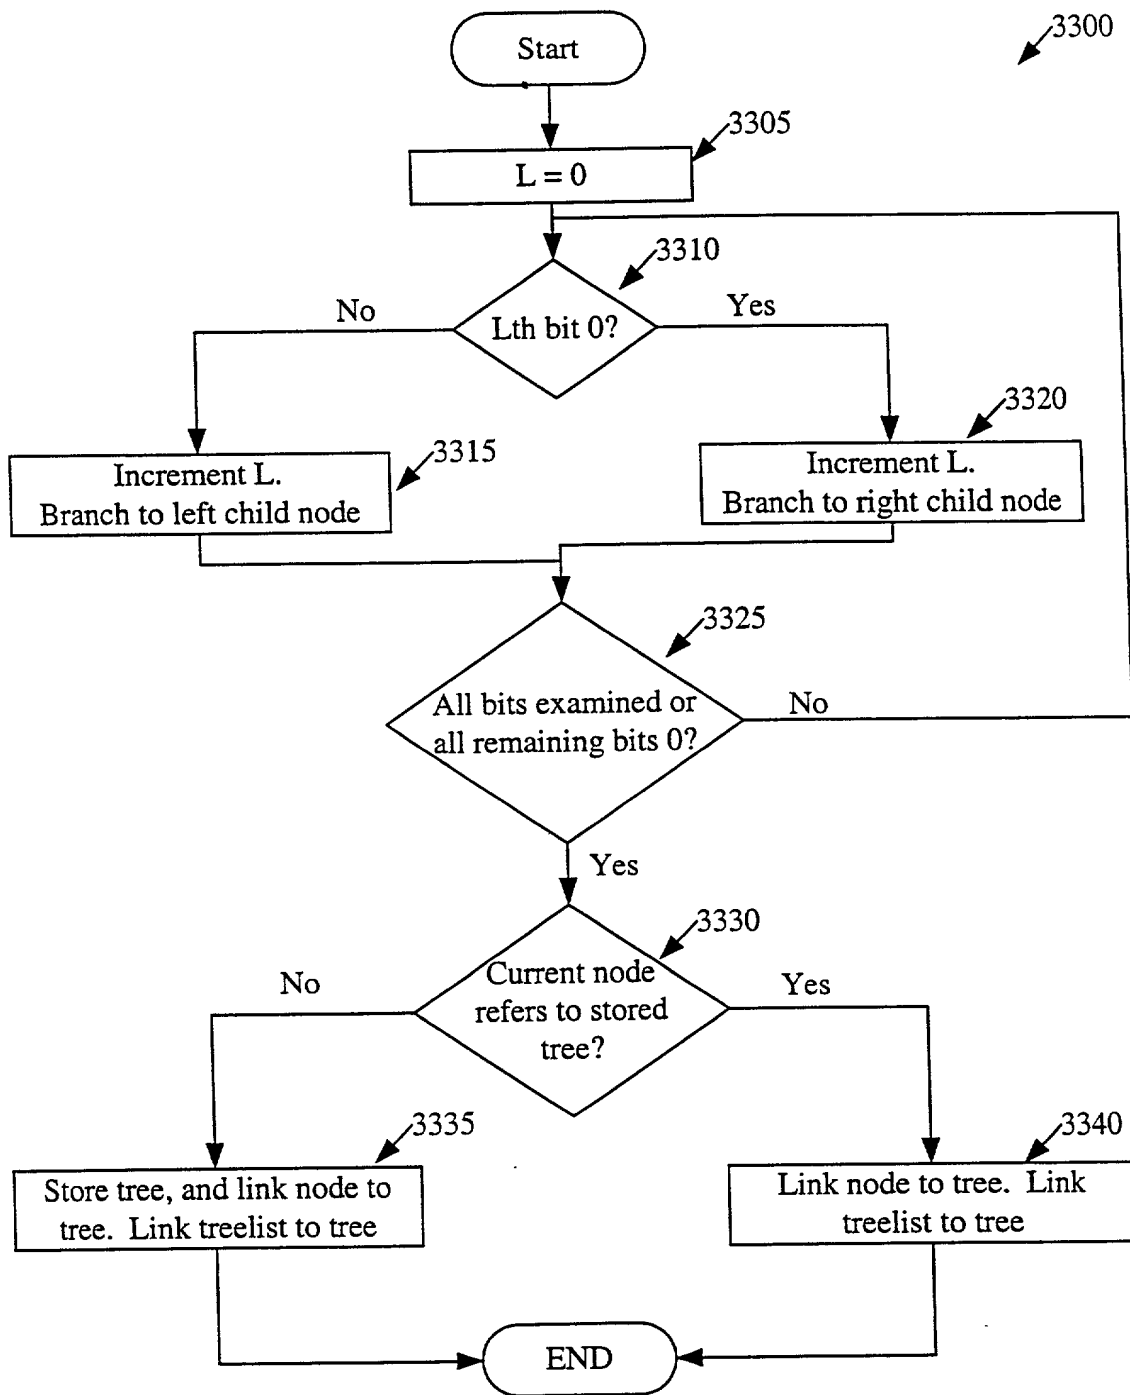 3300
Start
3305
L = 0
3310
No
Yes
Lth bit 0?
3320
3315
Increment L.
Branch to left child node
Increment L.
Branch to right child node
3325
All bits examined or
all remaining bits 0?
No
Yes
3330
No
Yes
Current node
refers to stored
tree?
3335
3340
Store tree, and link node to
tree. Link treelist to tree
Link node to tree. Link
treelist to tree
END